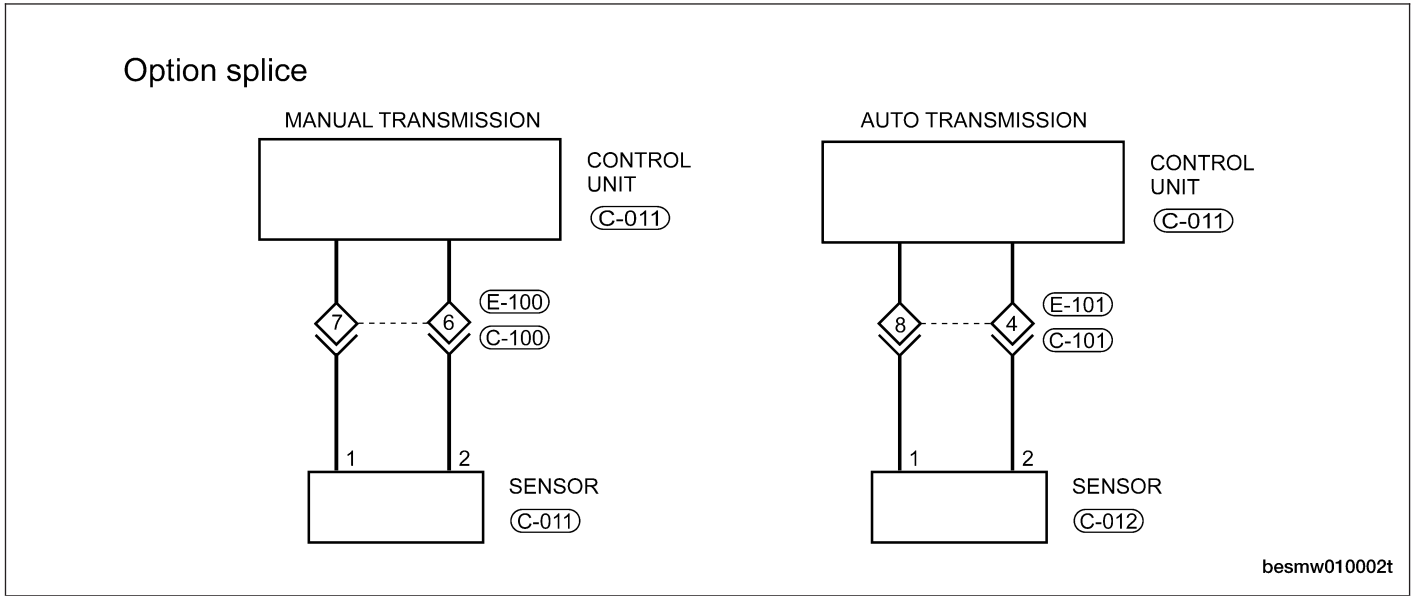 Option splice
MANUAL TRANSMISSION
CONTROL
UNIT
C-011
7
6
E-100
C-100
1
2
SENSOR
C-011
AUTO TRANSMISSION
CONTROL
UNIT
C-011
8
4
E-101
C-101
1
2
SENSOR
C-012
besmw010002t